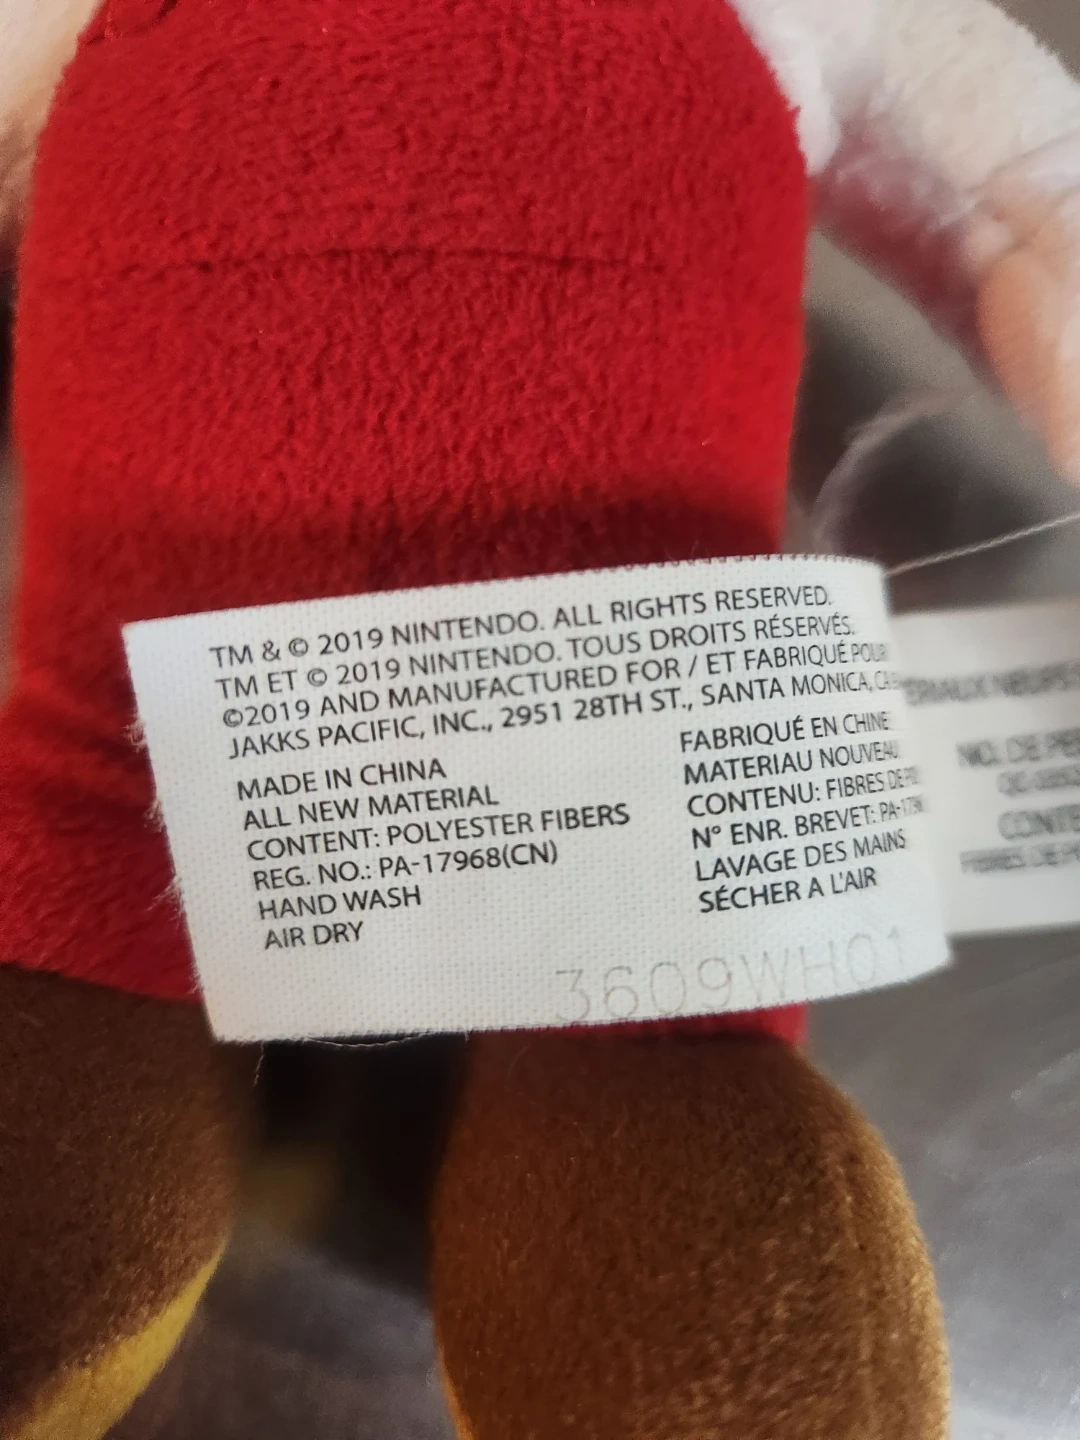 TM & © 2019 NINTENDO. ALL RIGHTS RESERVED.
TM ET © 2019 NINTENDO. TOUS DROITS RÉSERVÉS.
©2019 AND MANUFACTURED FOR / ET FABRIQUÉ POUR
JAKKS PACIFIC, INC., 2951 28TH ST., SANTA MONICA,
MADE IN CHINA
ALL NEW MATERIAL
CONTENT: POLYESTER FIBERS
REG. NO.: PA-17968(CN)
HAND WASH
AIR DRY
FABRIQUÉ EN CHINE
MATERIAU NOUVEAU
CONTENU: FIBRES DE
N° ENR. BREVET:
LAVAGE DES MAINS
SÉCHER A L'AIR
3609WH01